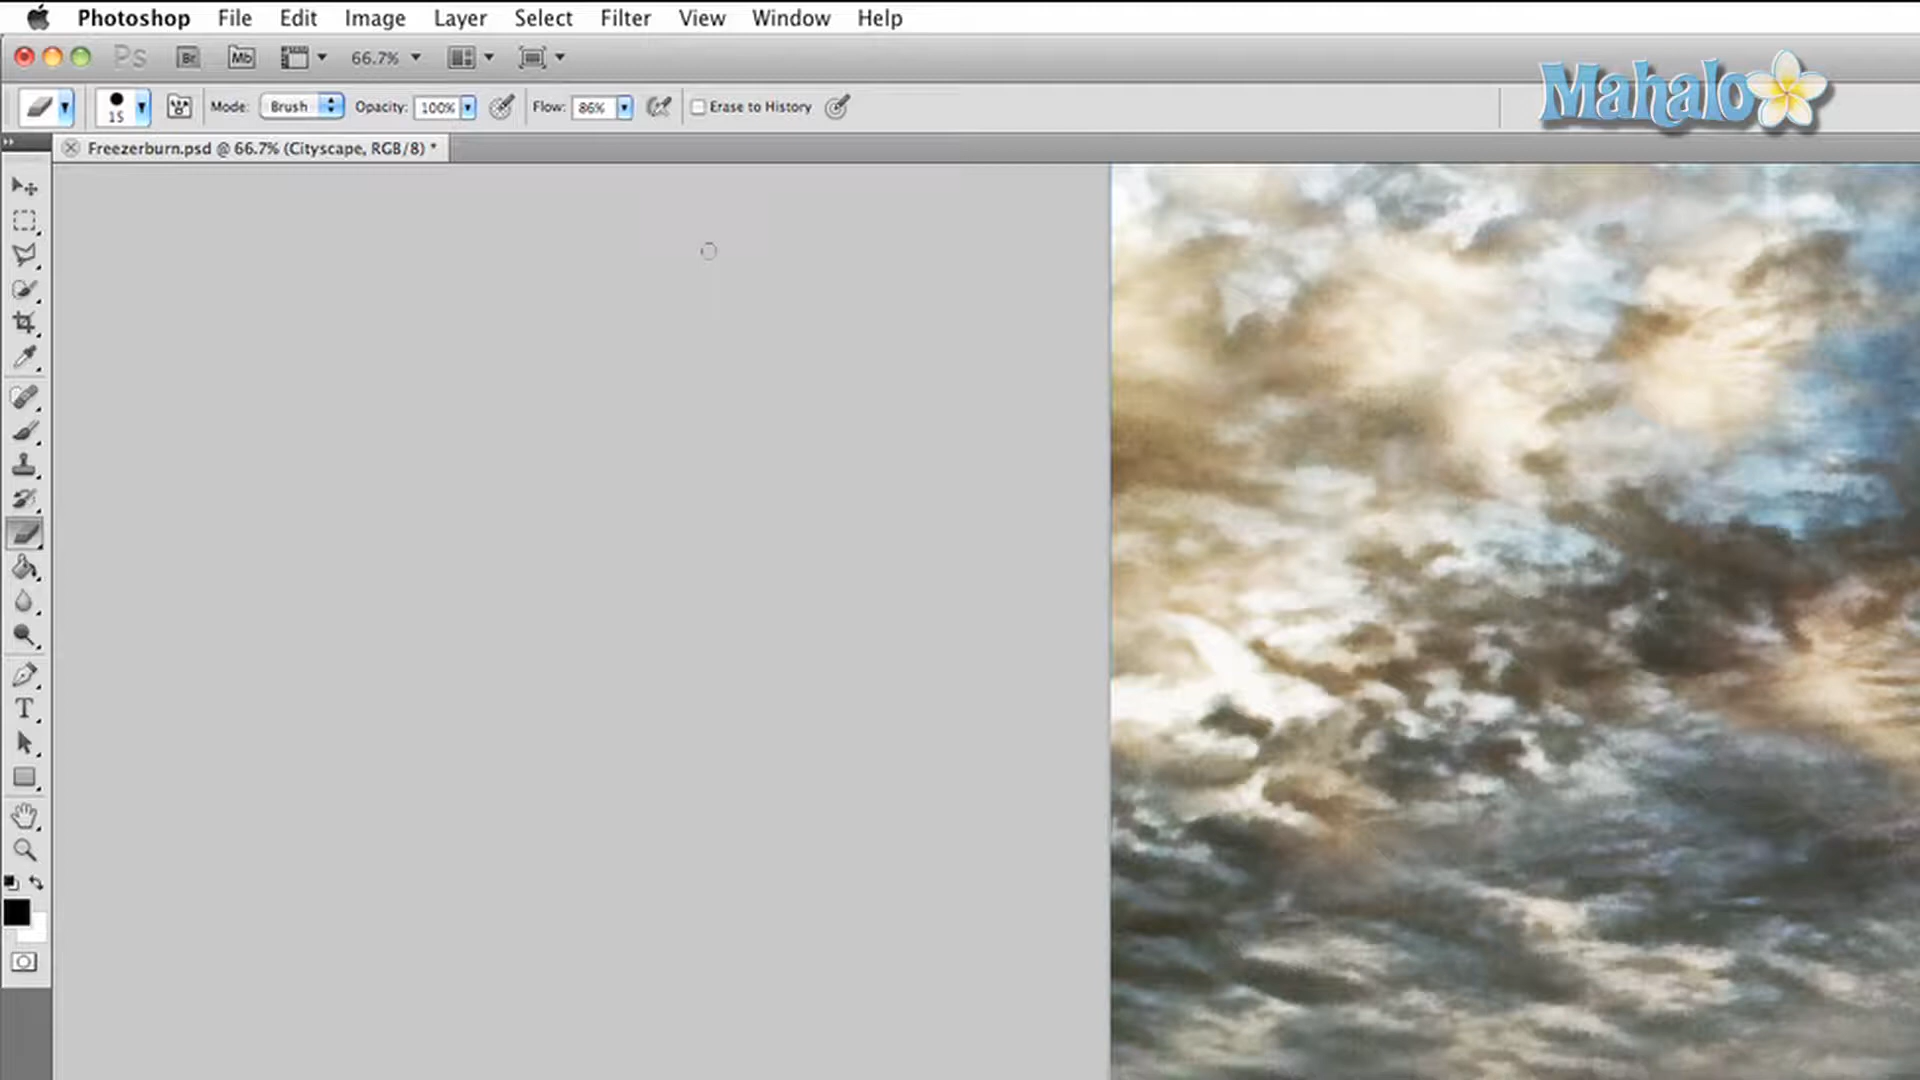 Photoshop File Edit Image Layer Select Filter View Window Help
Ps Br Mb 66.7%
Mahalo
15 Mode: Brush Opacity: 100% Flow: 86% Erase to History
Freezerburn.psd @ 66.7% (Cityscape, RGB/8) *
T